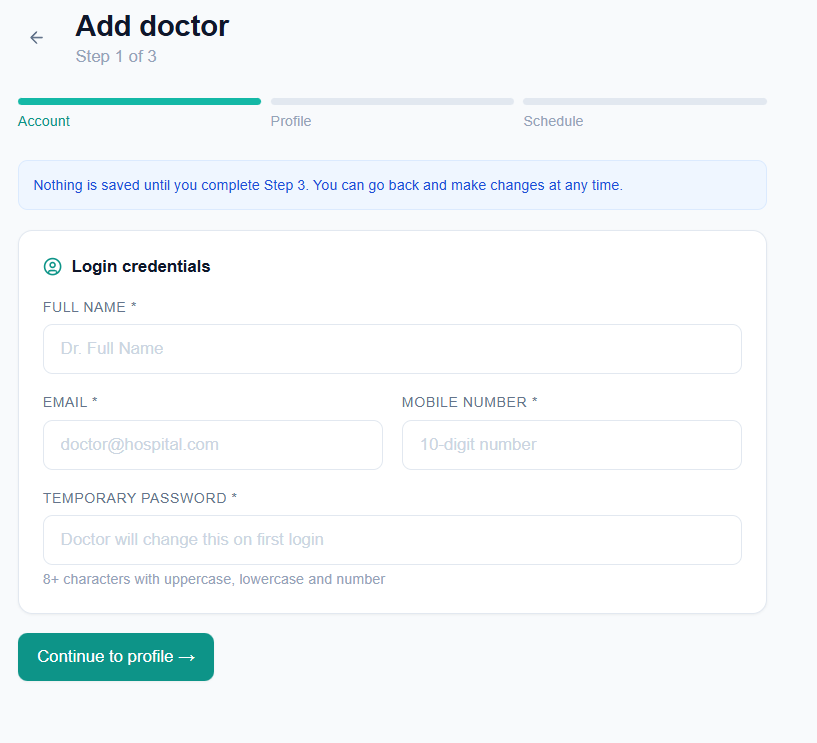 Add doctor
Step 1 of 3
Account
Profile
Schedule
Nothing is saved until you complete Step 3. You can go back and make changes at any time.
Login credentials
FULL NAME *
Dr. Full Name
EMAIL *
MOBILE NUMBER *
doctor@hospital.com
10-digit number
TEMPORARY PASSWORD *
Doctor will change this on first login
8+ characters with uppercase, lowercase and number
Continue to profile →